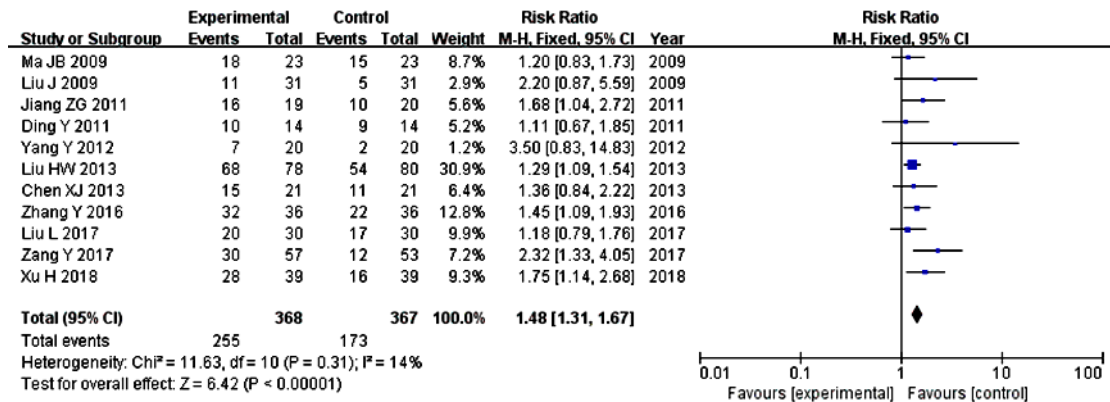 Experimental Control Risk Ratio Risk Ratio
Study or Subgroup Events Total Events Total Weight M-H, Fixed, 95% CI Year M-H, Fixed, 95% CI
Ma JB 2009 18 23 15 23 8.7% 1.20 [0.83, 1.73] 2009
Liu J 2009 11 31 5 31 2.9% 2.20 [0.87, 5.59] 2009
Jiang ZG 2011 16 19 10 20 5.6% 1.68 [1.04, 2.72] 2011
Ding Y 2011 10 14 9 14 5.2% 1.11 [0.67, 1.85] 2011
Yang Y 2012 7 20 2 20 1.2% 3.50 [0.83, 14.83] 2012
Liu HW 2013 68 78 54 80 30.9% 1.29 [1.09, 1.54] 2013
Chen XJ 2013 15 21 11 21 6.4% 1.36 [0.84, 2.22] 2013
Zhang Y 2016 32 36 22 36 12.8% 1.45 [1.09, 1.93] 2016
Liu L 2017 20 30 17 30 9.9% 1.18 [0.79, 1.76] 2017
Zang Y 2017 30 57 12 53 7.2% 2.32 [1.33, 4.05] 2017
Xu H 2018 28 39 16 39 9.3% 1.75 [1.14, 2.68] 2018
Total (95% CI) 368 367 100.0% 1.48 [1.31, 1.67]
Total events 255 173
Heterogeneity: Chi² = 11.63, df = 10 (P = 0.31); I² = 14%
Test for overall effect: Z = 6.42 (P < 0.00001)
0.01 0.1 1 10 100
Favours [experimental] Favours [control]